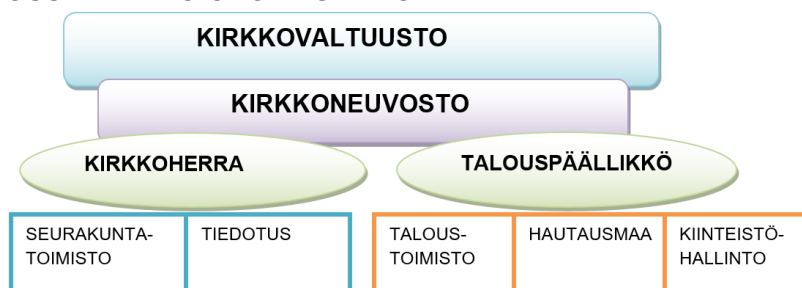 KIRKKOVALTUUSTO
KIRKKONEUVOSTO
KIRKKOHERRA
TALOUSPÄÄLLIKKÖ
SEURAKUNTA-
TOIMISTO
TIEDOTUS
TALOUS-
TOIMISTO
HAUTAUSMAA
KIINTEISTÖ-
HALLINTO